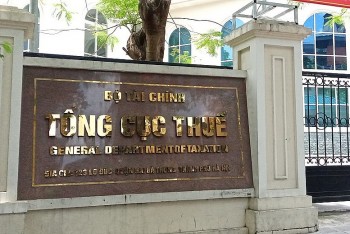 BỘ TÀI CHÍNH
TỔNG CỤC THUẾ
GENERAL DEPARTMENT OF TAXATION